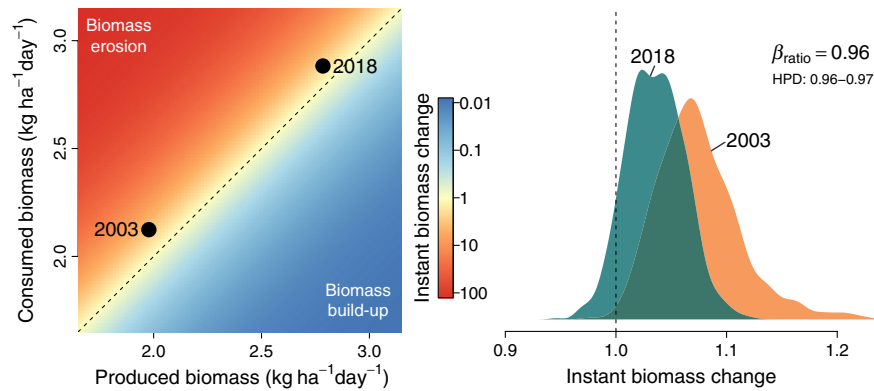 Biomass
erosion
2018
2003
Biomass
build-up
3.0
2.5
2.0
Consumed biomass (kg ha⁻¹day⁻¹)
2.0
2.5
3.0
Produced biomass (kg ha⁻¹day⁻¹)
Instant biomass change
0.01
0.1
1
10
100
2018
2003
βratio = 0.96
HPD: 0.96–0.97
0.9
1.0
1.1
1.2
Instant biomass change